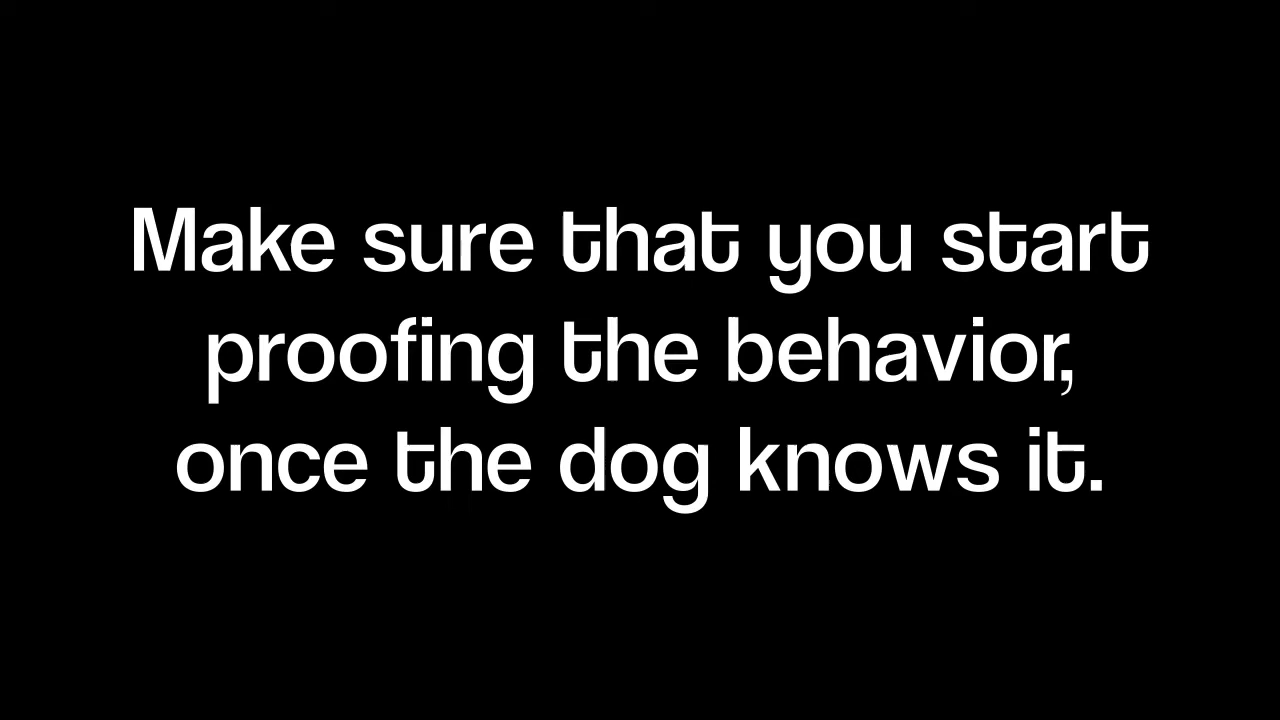 Make sure that you start
proofing the behavior,
once the dog knows it.